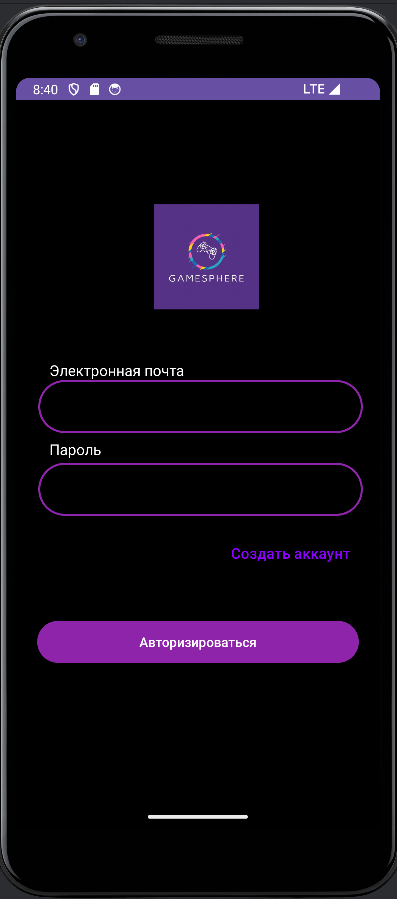 8:40
LTE
GAMESPHERE
Электронная почта
Пароль
Создать аккаунт
Авторизироваться